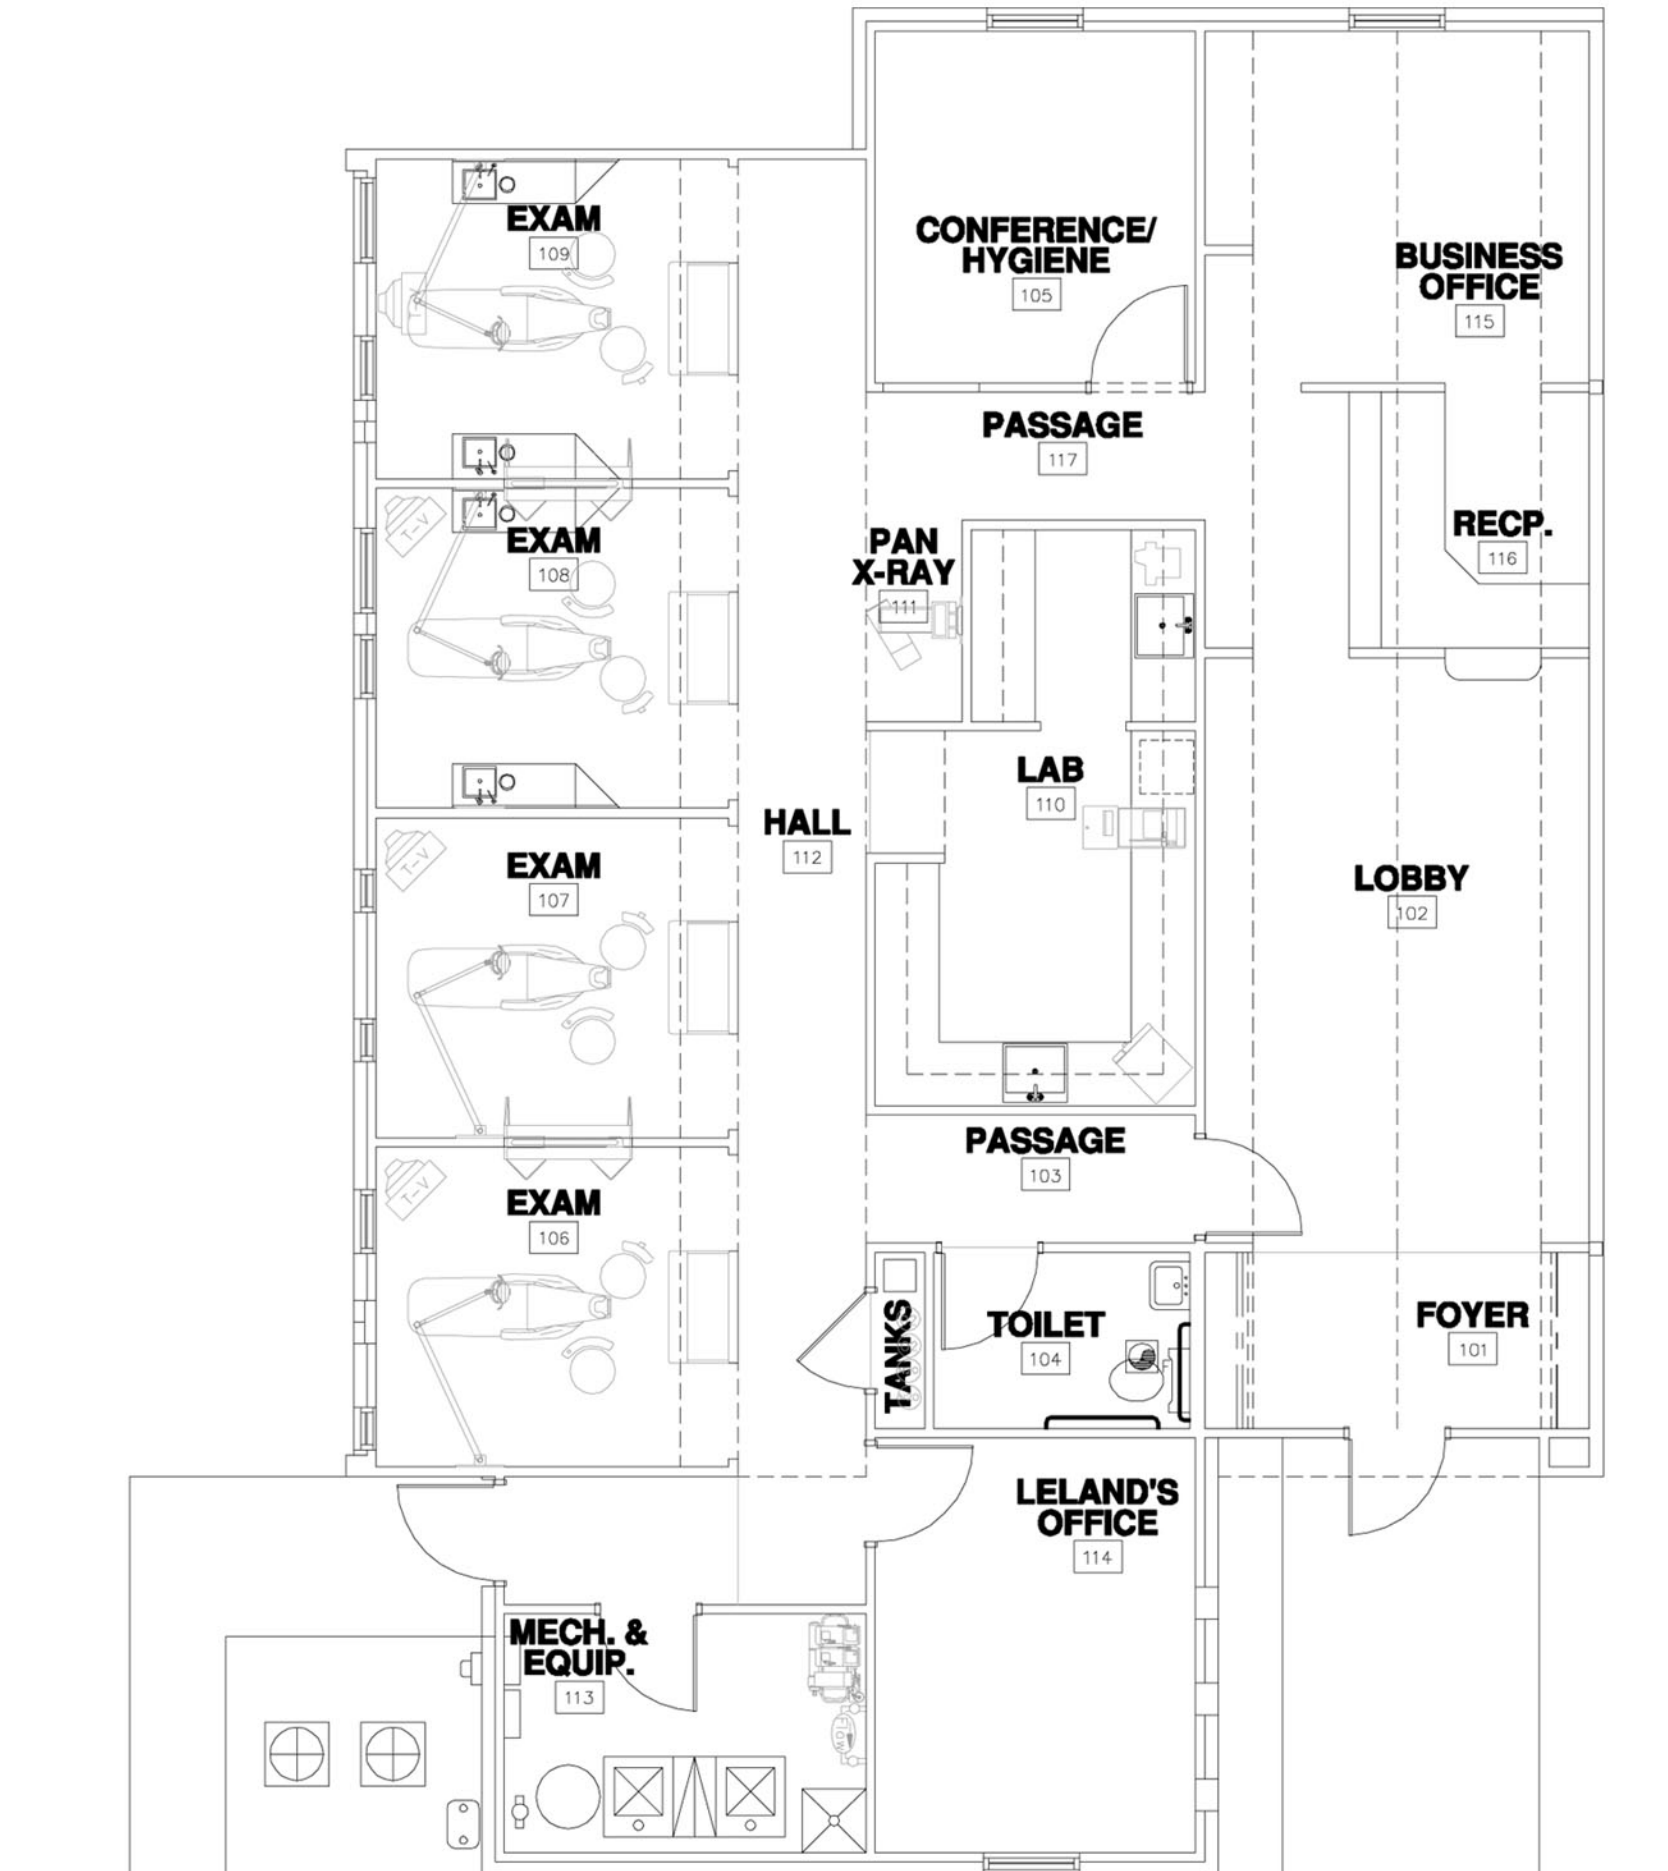 EXAM
109
CONFERENCE/
HYGIENE
105
BUSINESS
OFFICE
115
PASSAGE
117
T-V
EXAM
108
PAN
X-RAY
111
RECP.
116
LAB
110
HALL
112
T-V
EXAM
107
LOBBY
102
PASSAGE
103
T-V
EXAM
106
TANKS
TOILET
104
FOYER
101
LELAND'S
OFFICE
114
MECH. &
EQUIP.
113
FLOW